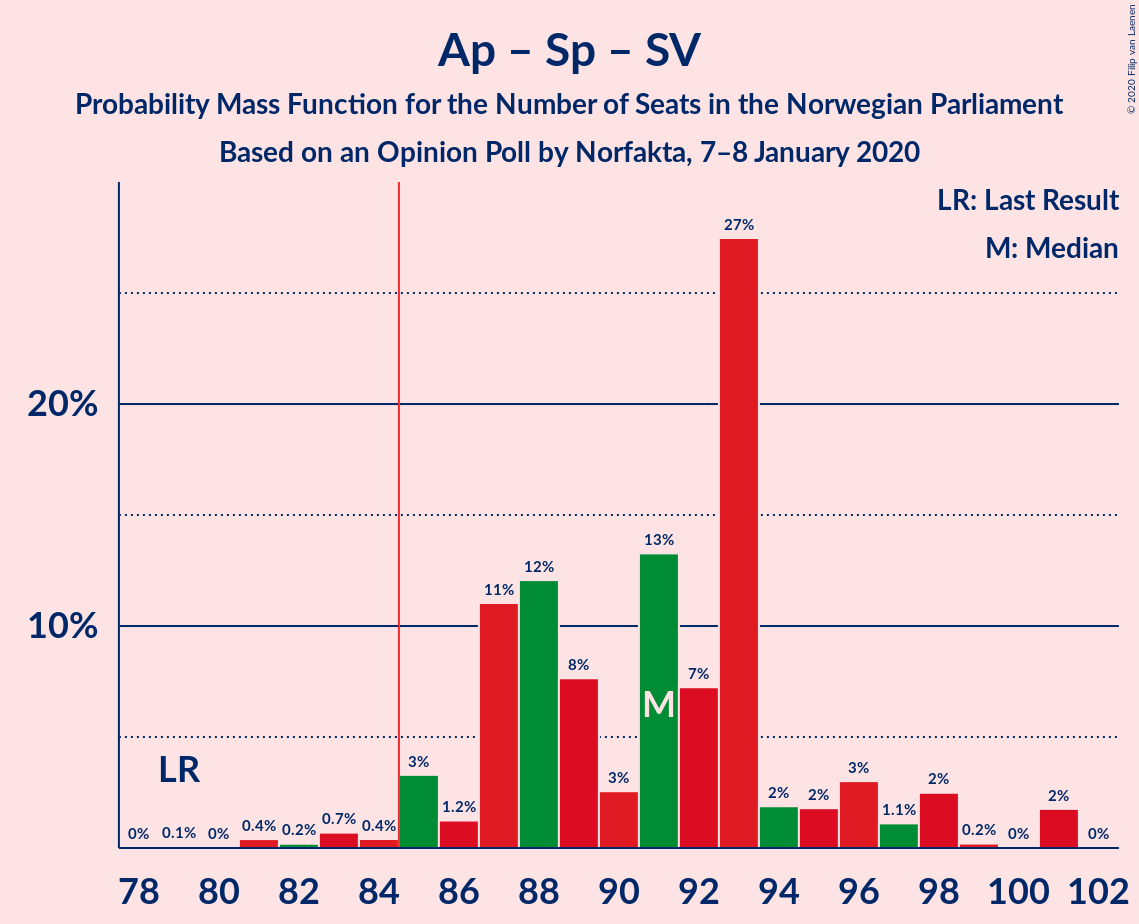 Ap – Sp – SV
Probability Mass Function for the Number of Seats in the Norwegian Parliament
Based on an Opinion Poll by Norfakta, 7–8 January 2020
© 2020 Filip van Laenen
LR: Last Result
M: Median
20%
10%
LR
M
0% 0.1% 0% 0.4% 0.2% 0.7% 0.4% 3% 1.2% 11% 12% 8% 3% 13% 7% 27% 2% 2% 3% 1.1% 2% 0.2% 0% 2% 0%
78 80 82 84 86 88 90 92 94 96 98 100 102